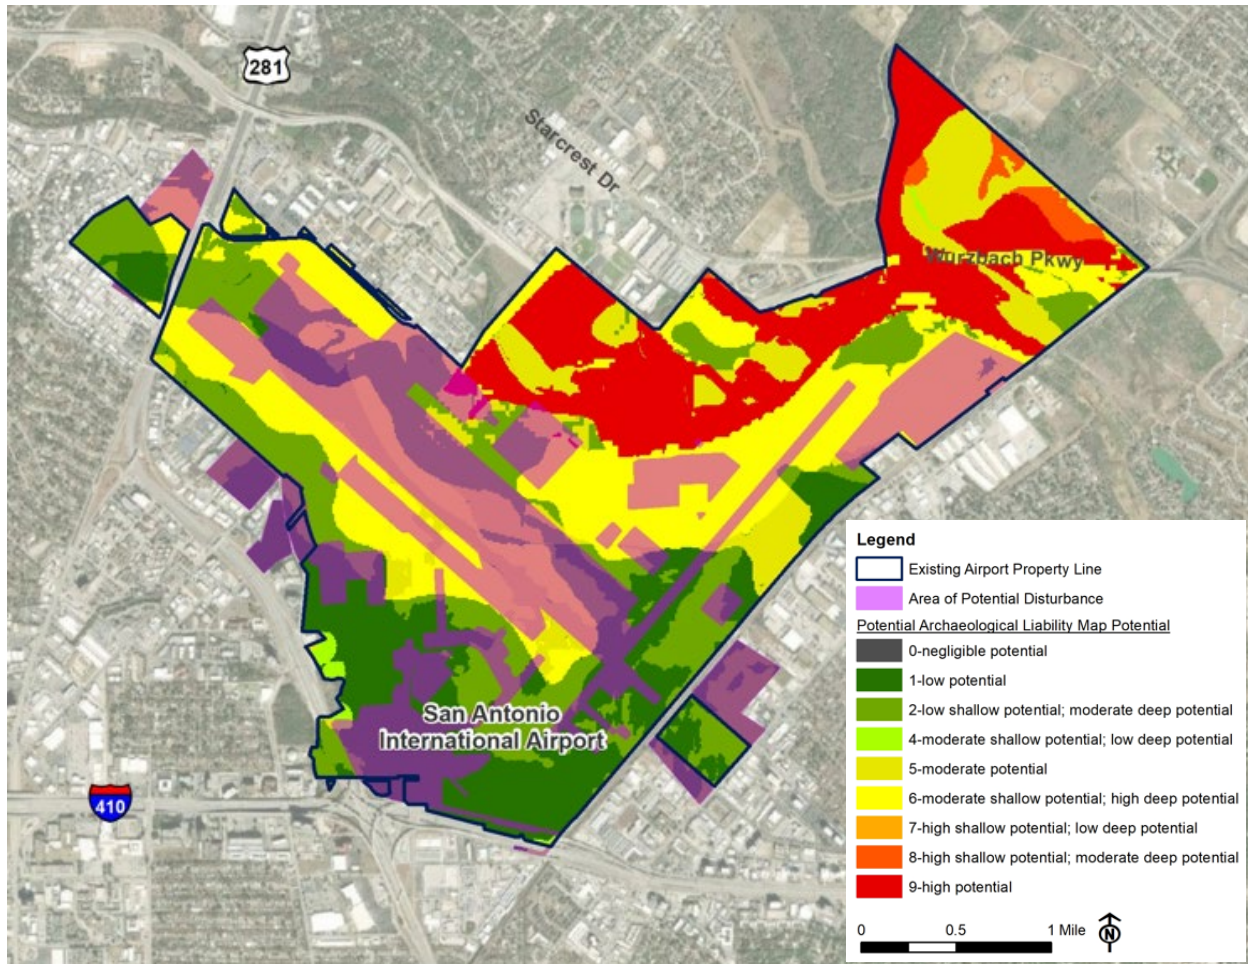 281
Starcrest Dr
Wurzbach Pkwy
San Antonio
International Airport
410
Legend
Existing Airport Property Line
Area of Potential Disturbance
Potential Archaeological Liability Map Potential
0-negligible potential
1-low potential
2-low shallow potential; moderate deep potential
4-moderate shallow potential; low deep potential
5-moderate potential
6-moderate shallow potential; high deep potential
7-high shallow potential; low deep potential
8-high shallow potential; moderate deep potential
9-high potential
0 0.5 1 Mile
N